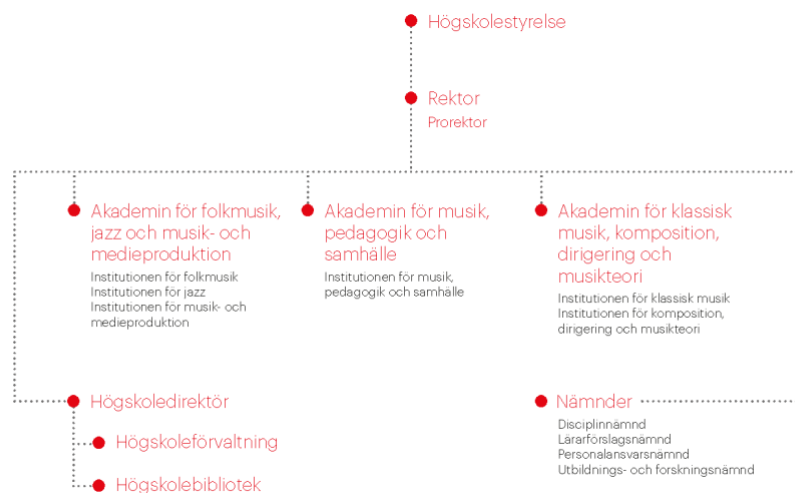 Högskolestyrelse
Rektor
Prorektor
Akademin för folkmusik,
jazz och musik- och
medieproduktion
Institutionen för folkmusik
Institutionen för jazz
Institutionen för musik- och
medieproduktion
Akademin för musik,
pedagogik och
samhälle
Institutionen för musik,
pedagogik och samhälle
Akademin för klassisk
musik, komposition,
dirigering och
musikteori
Institutionen för klassisk musik
Institutionen för komposition,
dirigering och musikteori
Högskoledirektör
Högskoleförvaltning
Högskolebibliotek
Nämnder
Disciplinnämnd
Lärarförslagsnämnd
Personalansvarsnämnd
Utbildnings- och forskningsnämnd